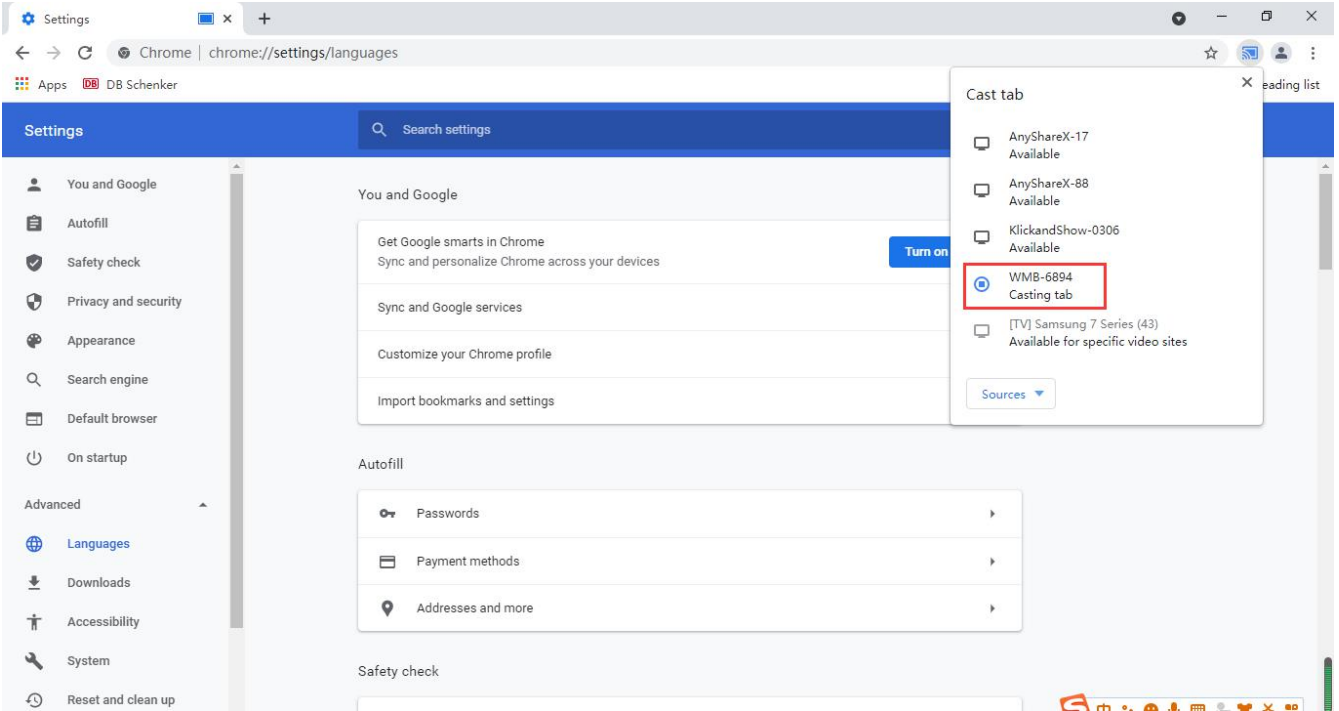 Settings
Chrome | chrome://settings/languages
Apps DB DB Schenker
eading list
Settings
Search settings
You and Google
Autofill
Safety check
Privacy and security
Appearance
Search engine
Default browser
On startup
Advanced
Languages
Downloads
Accessibility
System
Reset and clean up
You and Google
Get Google smarts in Chrome
Sync and personalize Chrome across your devices
Turn on
Sync and Google services
Customize your Chrome profile
Import bookmarks and settings
Autofill
Passwords
Payment methods
Addresses and more
Safety check
Cast tab
AnyShareX-17
Available
AnyShareX-88
Available
KlickandShow-0306
Available
WMB-6894
Casting tab
[TV] Samsung 7 Series (43)
Available for specific video sites
Sources
中